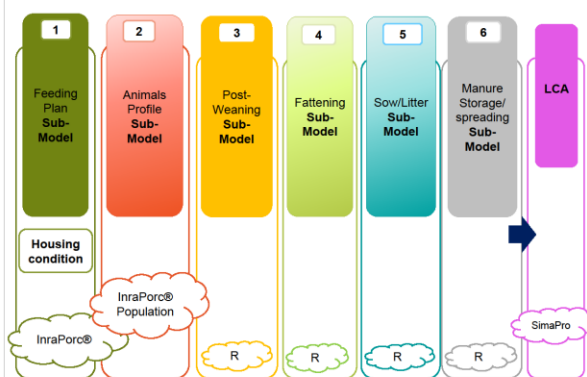 1
Feeding
Plan
Sub-
Model
Housing
condition
InraPorc®
2
Animals
Profile
Sub-
Model
InraPorc®
Population
3
Post-
Weaning
Sub-
Model
R
4
Fattening
Sub-
Model
R
5
Sow/Litter
Sub-
Model
R
6
Manure
Storage/
spreading
Sub-
Model
R
LCA
SimaPro